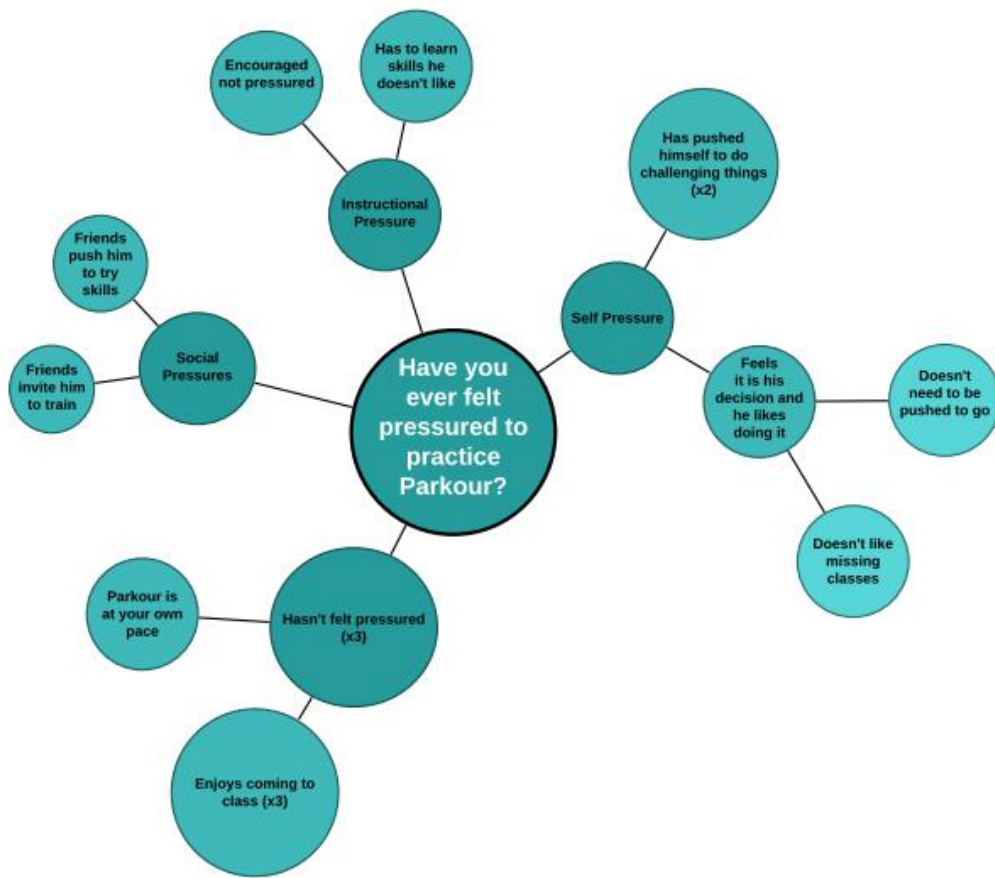 Encouraged
not pressured
Has to learn
skills he
doesn't like
Has pushed
himself to do
challenging things
(x2)
Instructional
Pressure
Friends
push him
to try
skills
Self Pressure
Social
Pressures
Friends
invite him
to train
Have you
ever felt
pressured to
practice
Parkour?
Feels
it is his
decision and
he likes
doing it
Doesn't
need to be
pushed to go
Doesn't like
missing
classes
Parkour is
at your own
pace
Hasn't felt pressured
(x3)
Enjoys coming to
class (x3)